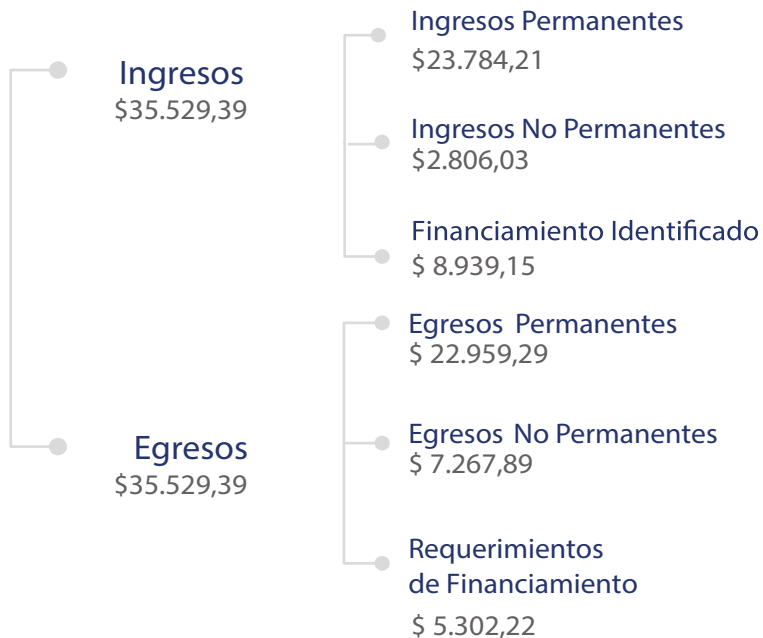 Ingresos
$35.529,39
Ingresos Permanentes
$23.784,21
Ingresos No Permanentes
$2.806,03
Financiamiento Identificado
$ 8.939,15
Egresos
$35.529,39
Egresos Permanentes
$ 22.959,29
Egresos No Permanentes
$ 7.267,89
Requerimientos
de Financiamiento
$ 5.302,22